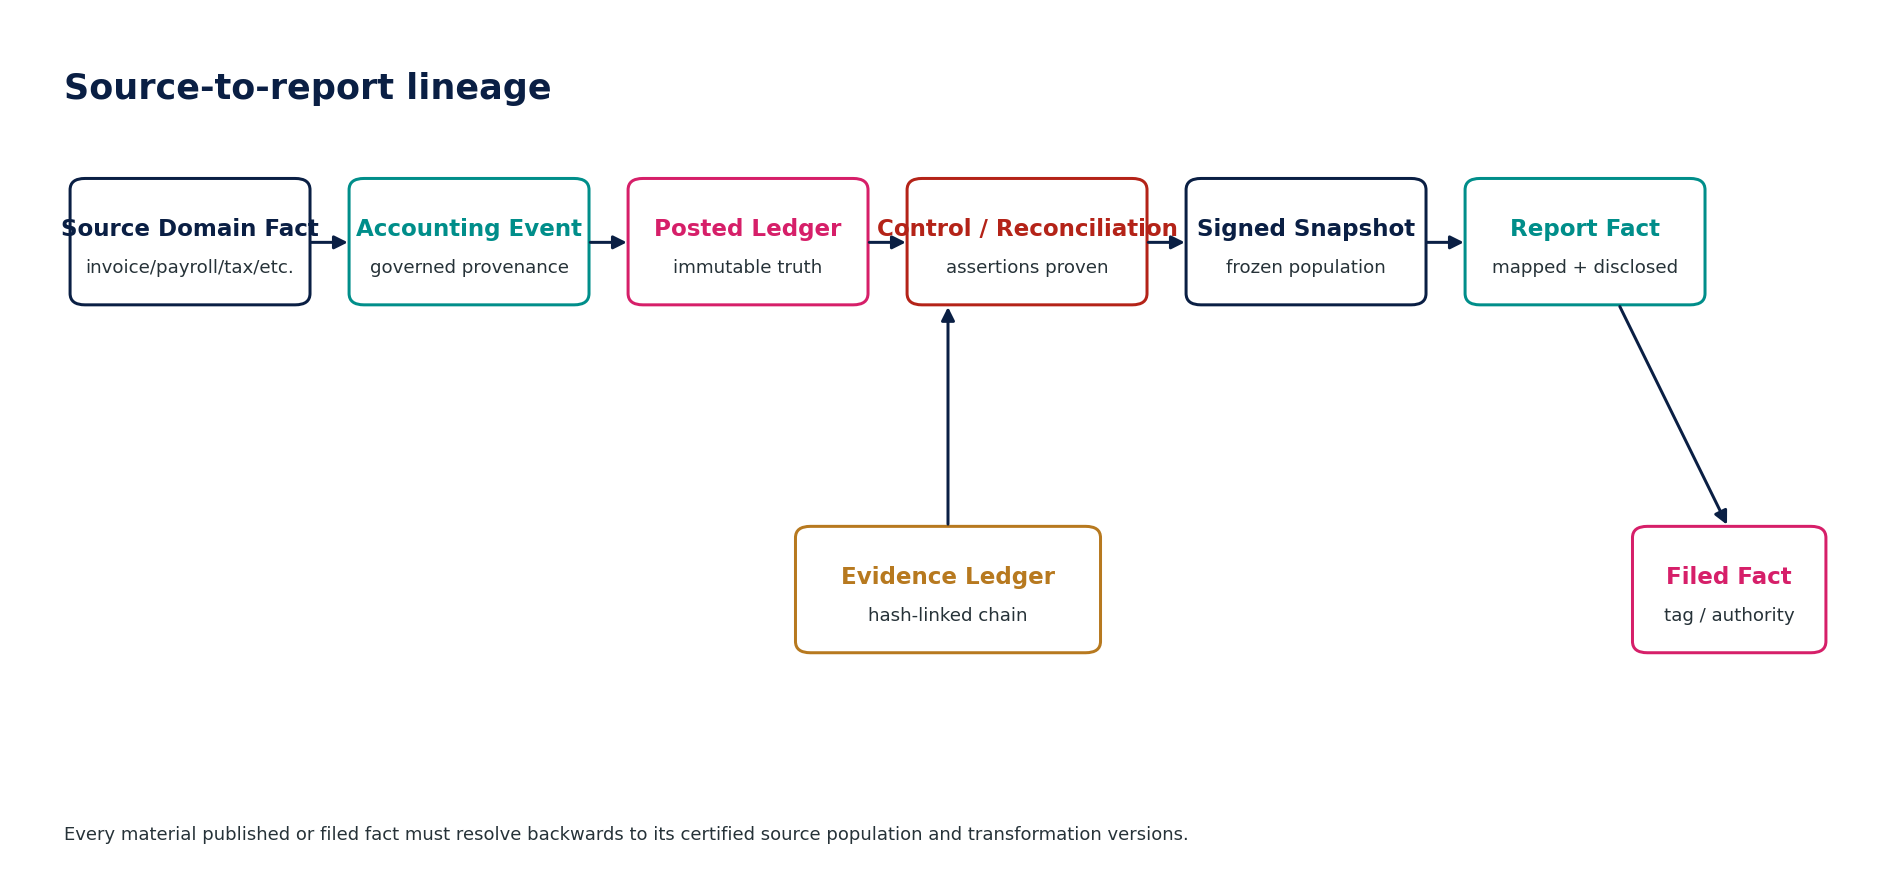 Source-to-report lineage
Source Domain Fact
invoice/payroll/tax/etc.
Accounting Event
governed provenance
Posted Ledger
immutable truth
Control / Reconciliation
assertions proven
Signed Snapshot
frozen population
Report Fact
mapped + disclosed
Evidence Ledger
hash-linked chain
Filed Fact
tag / authority
Every material published or filed fact must resolve backwards to its certified source population and transformation versions.